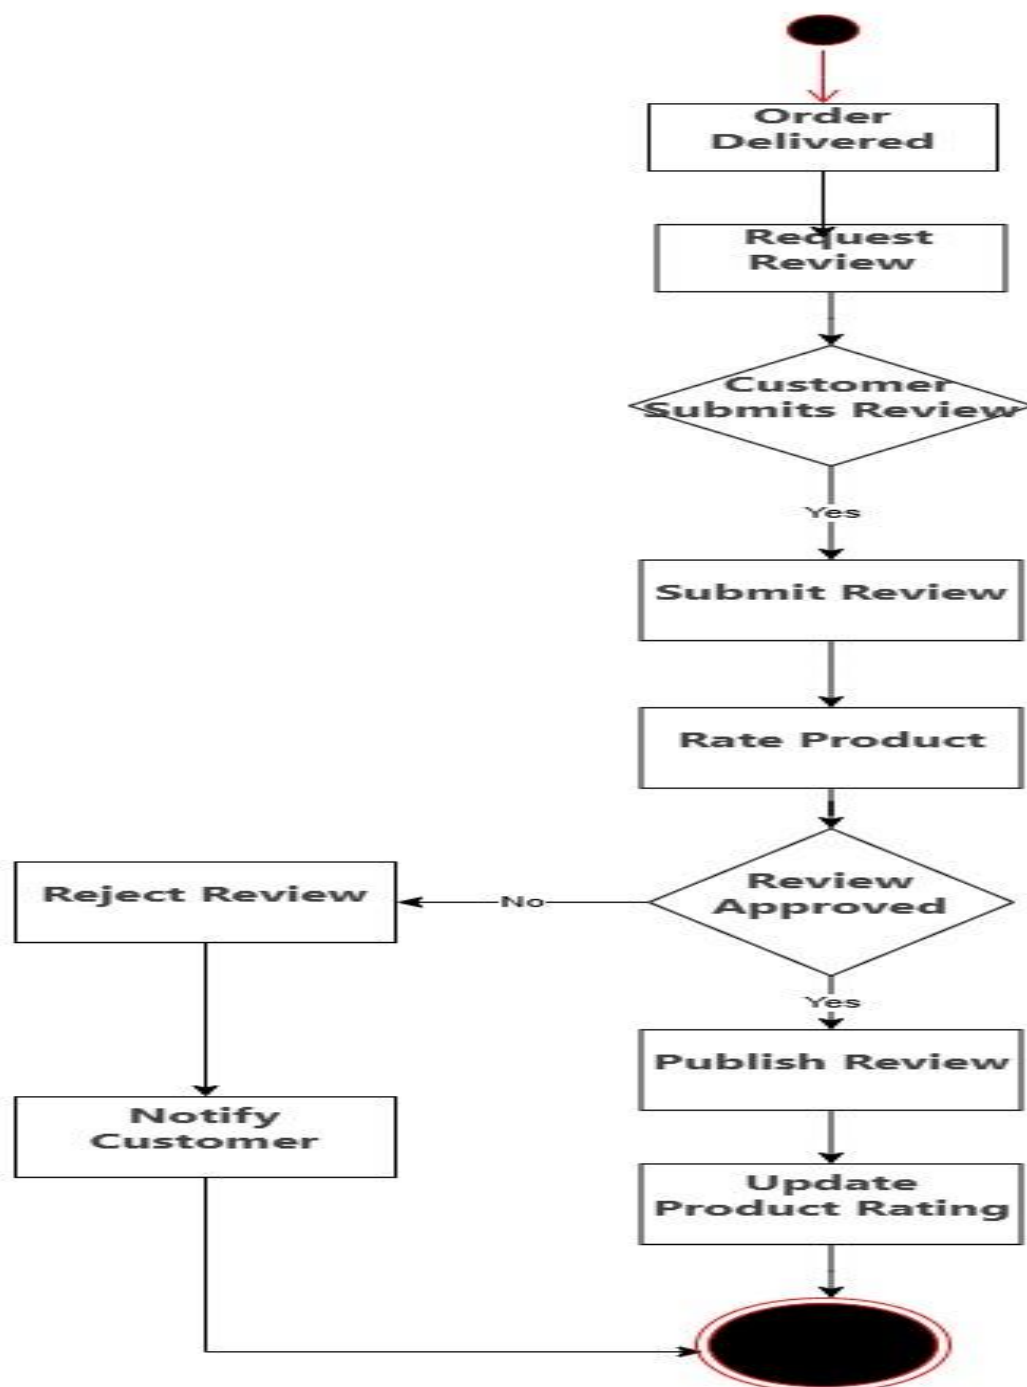 Order
Delivered
Request
Review
Customer
Submits Review
Yes
Submit Review
Rate Product
Review
Approved
No
Reject Review
Yes
Publish Review
Notify
Customer
Update
Product Rating